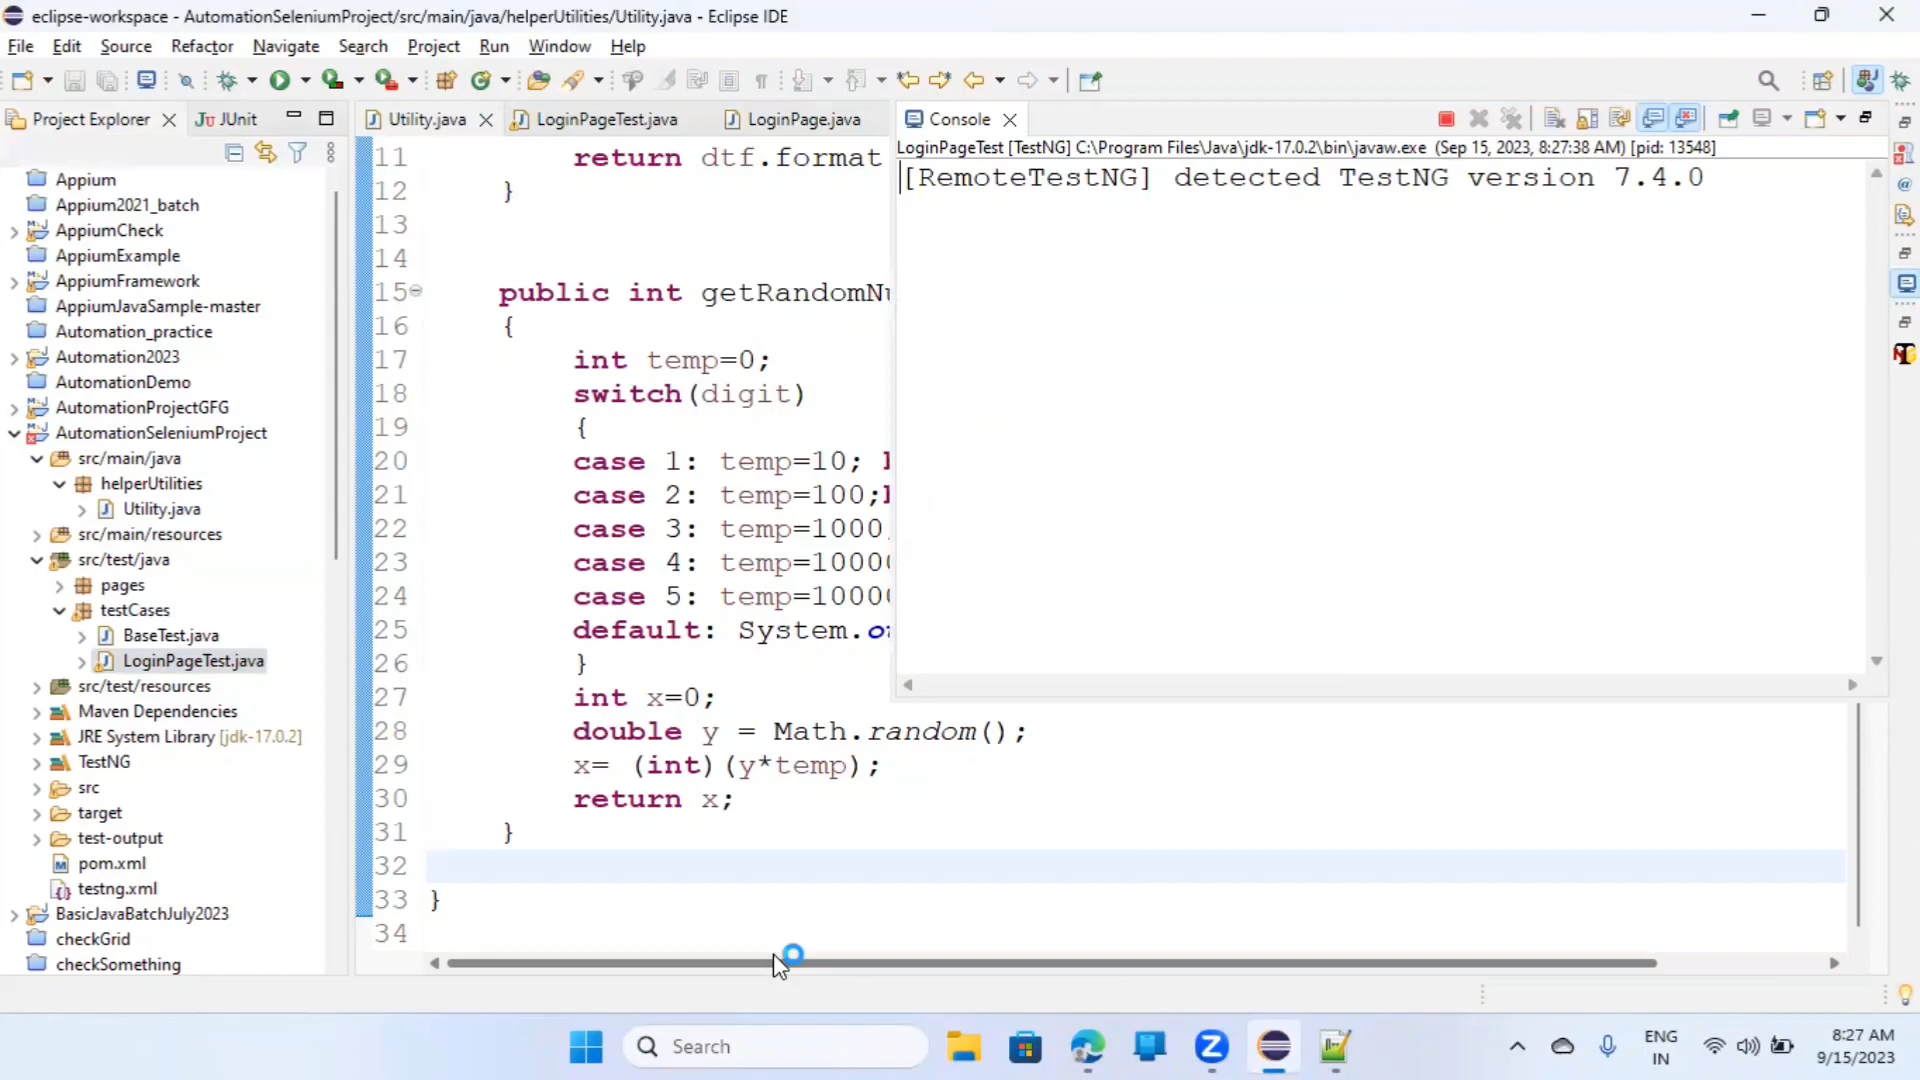 eclipse-workspace - AutomationSeleniumProject/src/main/java/helperUtilities/Utility.java - Eclipse IDE
File Edit Source Refactor Navigate Search Project Run Window Help
Project Explorer
JUnit
Appium
Appium2021_batch
AppiumCheck
AppiumExample
AppiumFramework
AppiumJavaSample-master
Automation_practice
Automation2023
AutomationDemo
AutomationProjectGFG
AutomationSeleniumProject
src/main/java
helperUtilities
Utility.java
src/main/resources
src/test/java
pages
testCases
BaseTest.java
LoginPageTest.java
src/test/resources
Maven Dependencies
JRE System Library [jdk-17.0.2]
TestNG
src
target
test-output
pom.xml
testng.xml
BasicJavaBatchJuly2023
checkGrid
checkSomething
Utility.java
LoginPageTest.java
LoginPage.java
11 return dtf.format
12 }
13
14
15 public int getRandomNu
16 {
17 int temp=0;
18 switch(digit)
19 {
20 case 1: temp=10;
21 case 2: temp=100;
22 case 3: temp=1000
23 case 4: temp=10000
24 case 5: temp=10000
25 default: System.ou
26 }
27 int x=0;
28 double y = Math.random();
29 x= (int)(y*temp);
30 return x;
31 }
32
33 }
34
Console
LoginPageTest [TestNG] C:\Program Files\Java\jdk-17.0.2\bin\javaw.exe (Sep 15, 2023, 8:27:38 AM) [pid: 13548]
[RemoteTestNG] detected TestNG version 7.4.0
Search
ENG
IN
8:27 AM
9/15/2023